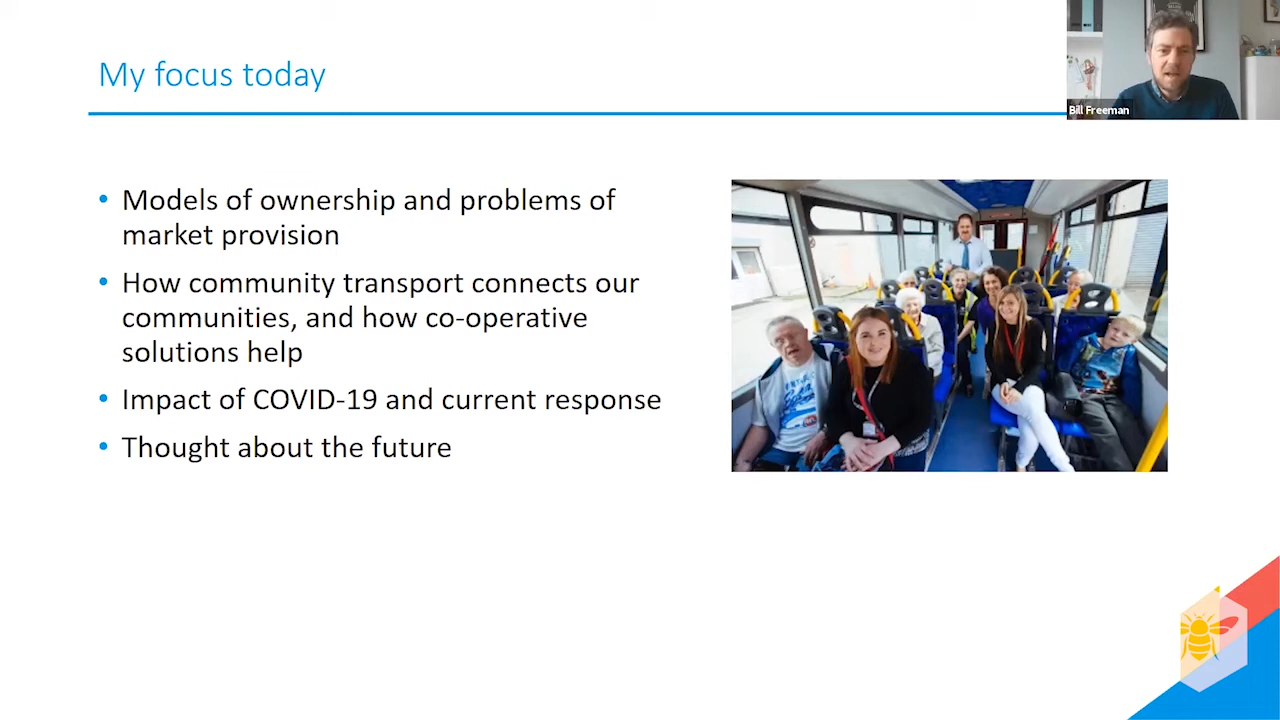 My focus today
Bill Freeman
• Models of ownership and problems of
market provision
• How community transport connects our
communities, and how co-operative
solutions help
• Impact of COVID-19 and current response
• Thought about the future